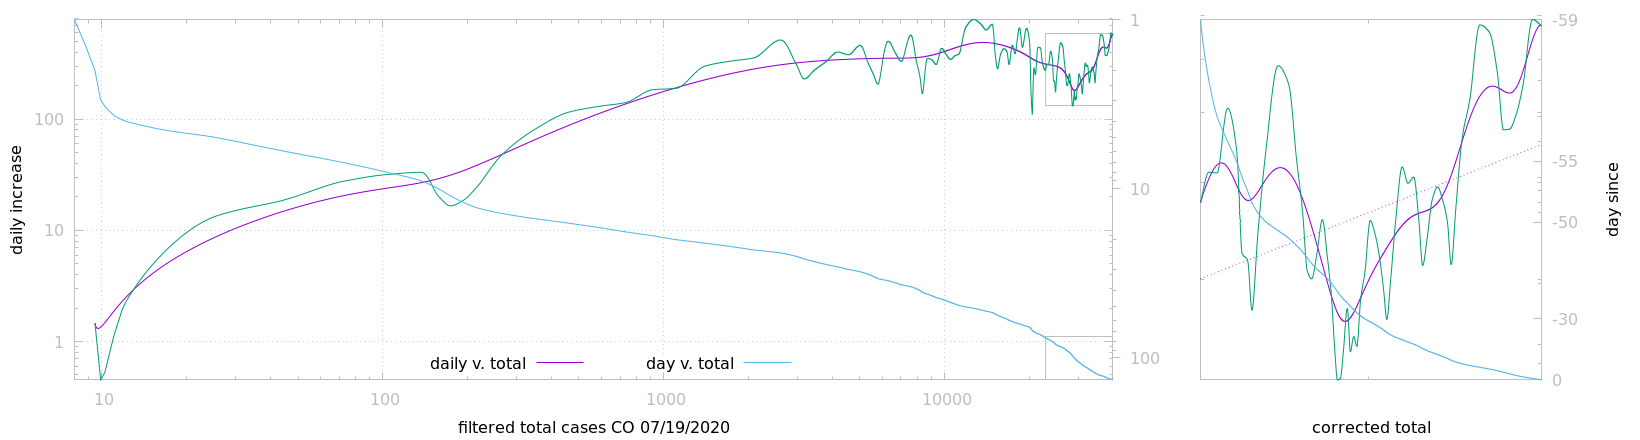 daily increase
100
10
1
1
10
100
daily v. total
day v. total
10
100
1000
10000
filtered total cases CO 07/19/2020
-59
-55
-50
-30
0
day since
corrected total